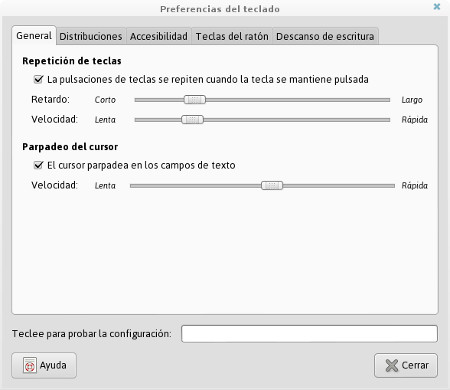 Preferencias del teclado
General Distribuciones Accesibilidad Teclas del ratón Descanso de escritura
Repetición de teclas
La pulsaciones de teclas se repiten cuando la tecla se mantiene pulsada
Retardo: Corto Largo
Velocidad: Lenta Rápida
Parpadeo del cursor
El cursor parpadea en los campos de texto
Velocidad: Lenta Rápida
Teclee para probar la configuración:
Ayuda Cerrar